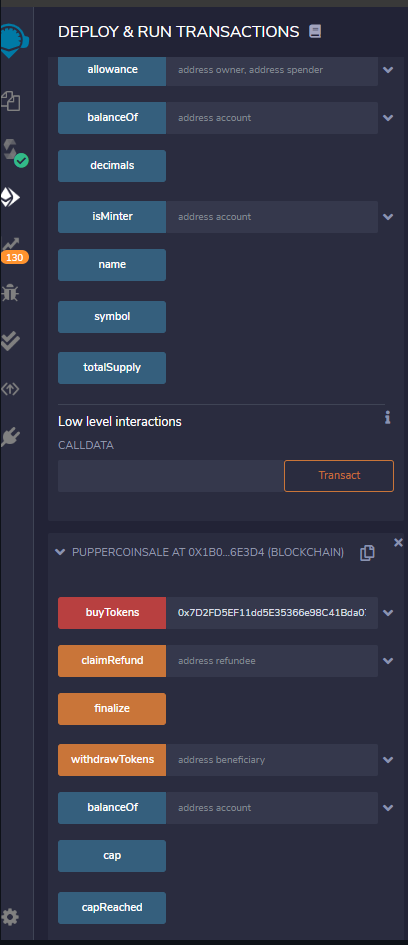 DEPLOY & RUN TRANSACTIONS
allowance address owner, address spender
balanceOf address account
decimals
isMinter address account
130
name
symbol
totalSupply
Low level interactions
CALLDATA
Transact
PUPPERCOINSALE AT 0X1B0...6E3D4 (BLOCKCHAIN)
buyTokens 0x7D2FD5EF11dd5E35366e98C41Bda0
claimRefund address refundee
finalize
withdrawTokens address beneficiary
balanceOf address account
cap
capReached